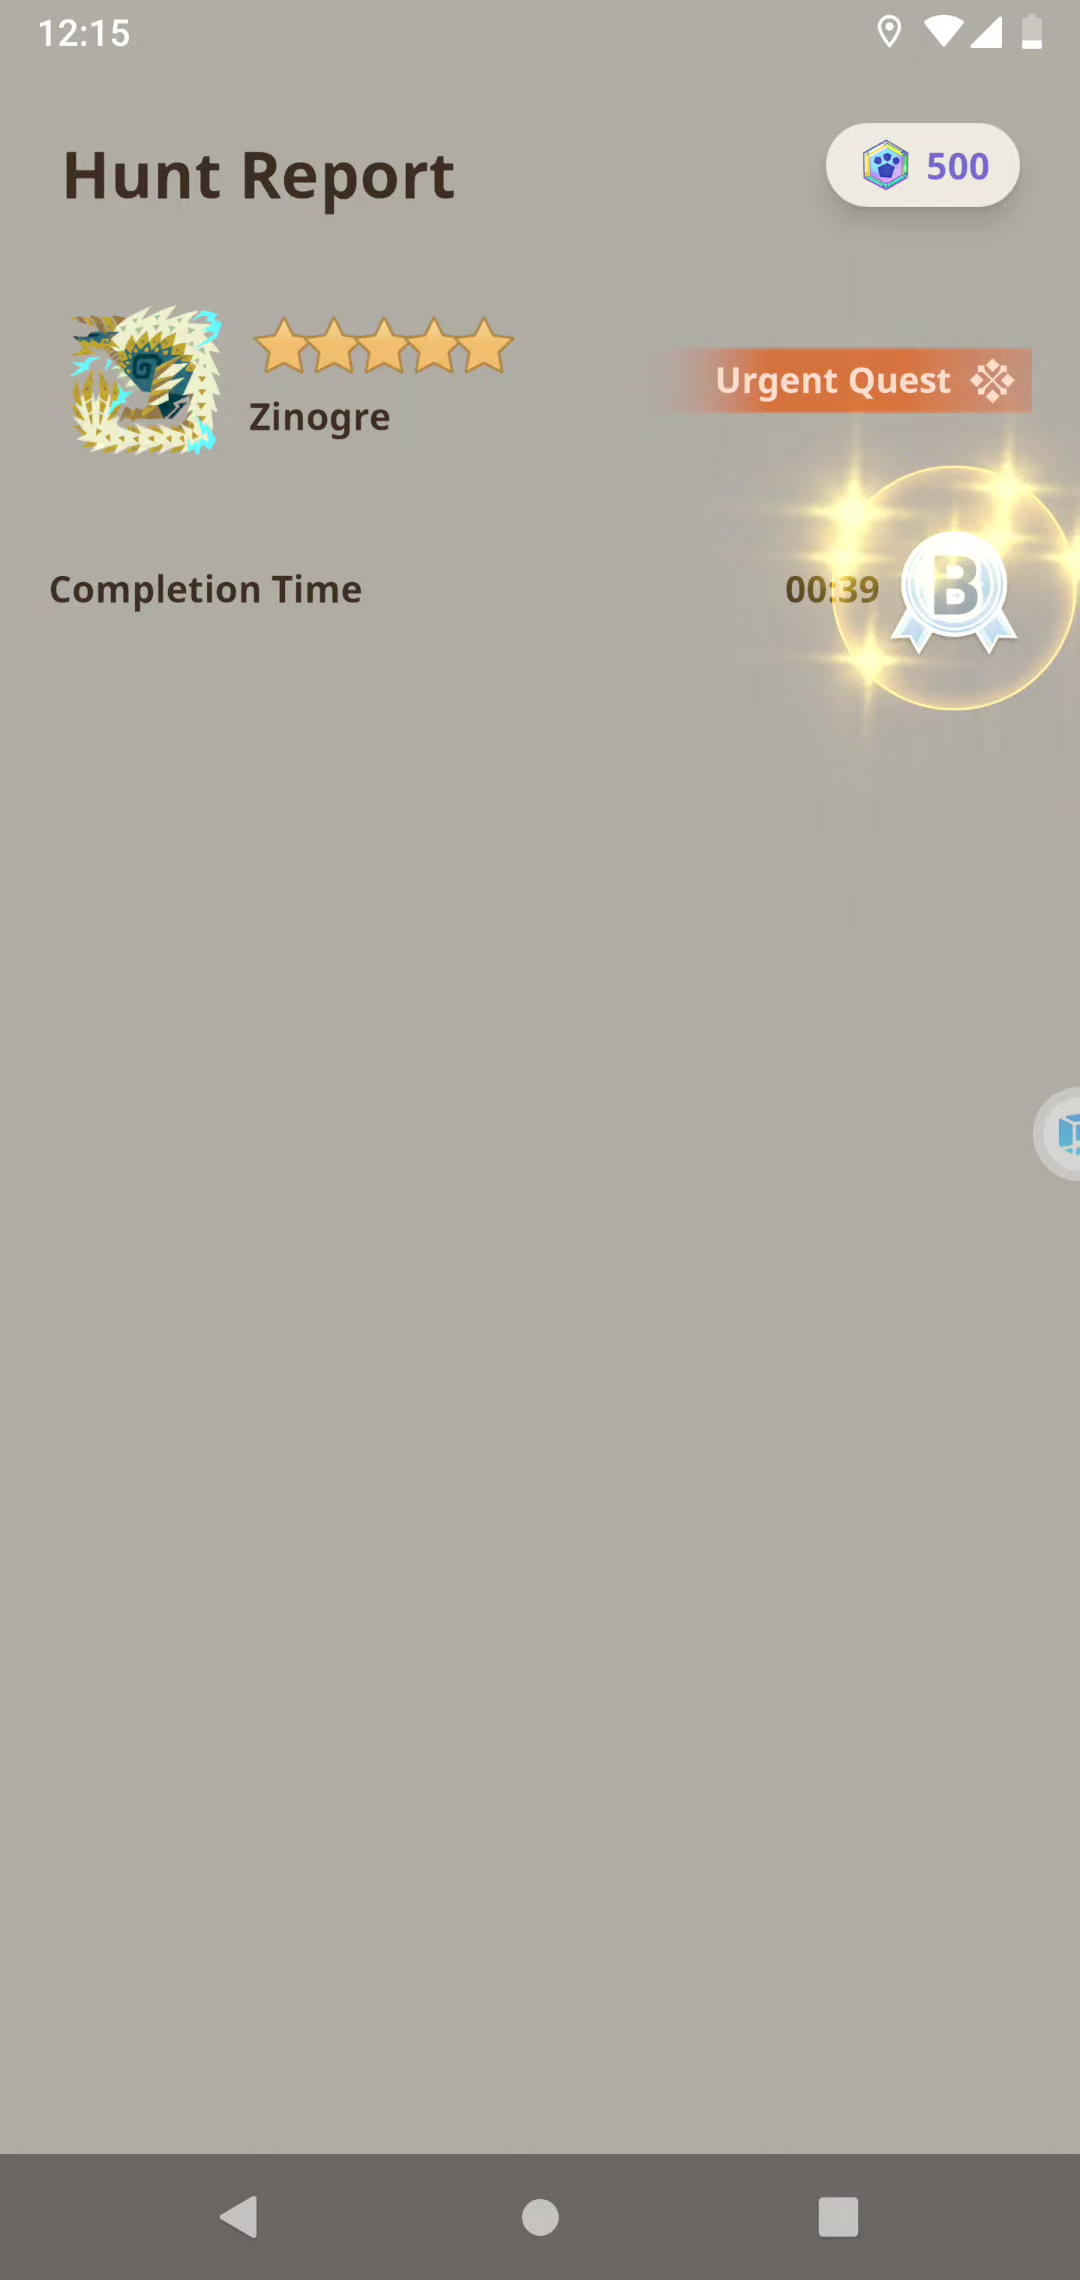 12:15
Hunt Report
500
Zinogre
Urgent Quest
Completion Time
00:39
B